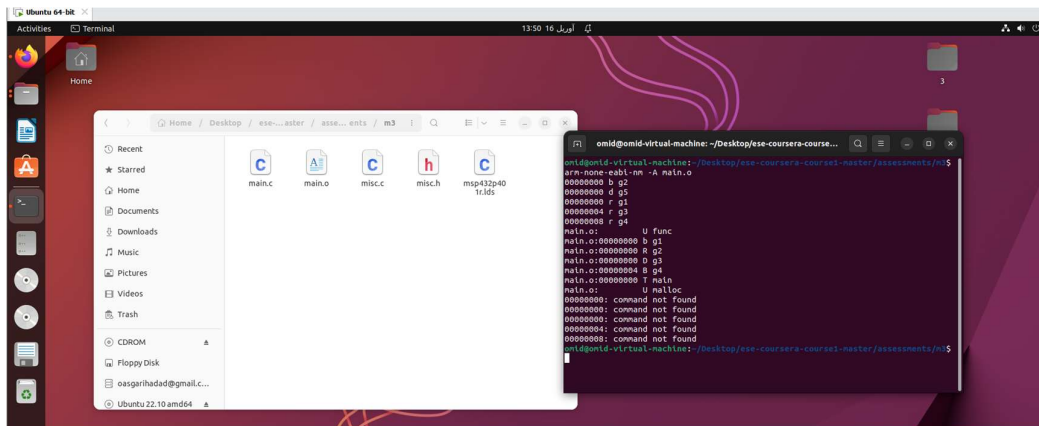 Ubuntu 64-bit
Activities
Terminal
13:50 16 آوریل
Home
3
Home / Desktop / ese-...aster / asse... ents / m3
Recent
Starred
Home
Documents
Downloads
Music
Pictures
Videos
Trash
CDROM
Floppy Disk
oasgarihadad@gmail.c...
Ubuntu 22.10 amd64
main.c
main.o
misc.c
misc.h
msp432p40
1r.lds
omid@omid-virtual-machine: ~/Desktop/ese-coursera-course...
omid@omid-virtual-machine:~/Desktop/ese-coursera-course1-master/assessments/m3$
arm-none-eabi-nm -A main.o
00000000 b g2
00000000 d g5
00000000 r g1
00000004 r g3
00000008 r g4
main.o: U func
main.o:00000000 b g1
main.o:00000000 R g2
main.o:00000000 D g3
main.o:00000004 B g4
main.o:00000000 T main
main.o: U malloc
00000000: command not found
00000000: command not found
00000000: command not found
00000004: command not found
00000008: command not found
omid@omid-virtual-machine:~/Desktop/ese-coursera-course1-master/assessments/m3$